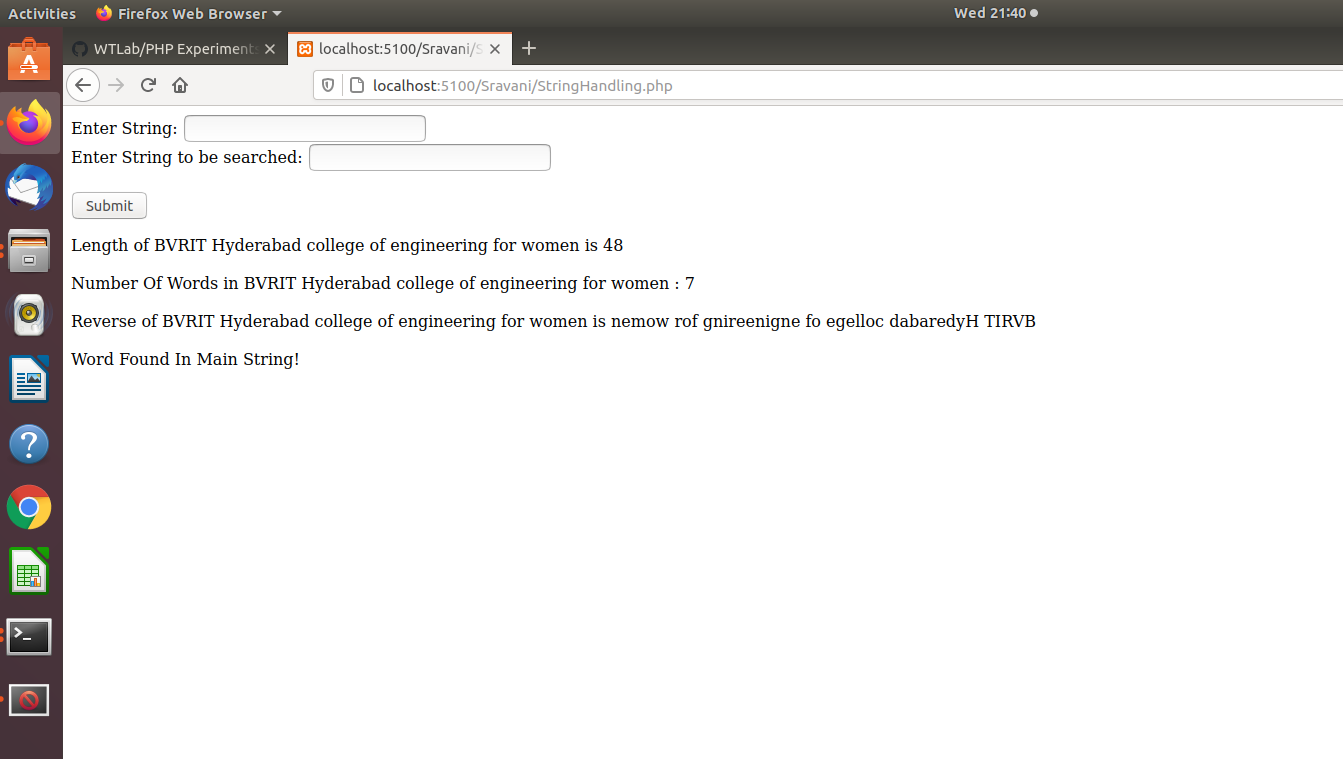 Activities Firefox Web Browser Wed 21:40
WTLab/PHP Experiments localhost:5100/Sravani/S
localhost:5100/Sravani/StringHandling.php
Enter String:
Enter String to be searched:
Submit
Length of BVRIT Hyderabad college of engineering for women is 48
Number Of Words in BVRIT Hyderabad college of engineering for women : 7
Reverse of BVRIT Hyderabad college of engineering for women is nemow rof gnireenigne fo egelloc dabaredyH TIRVB
Word Found In Main String!